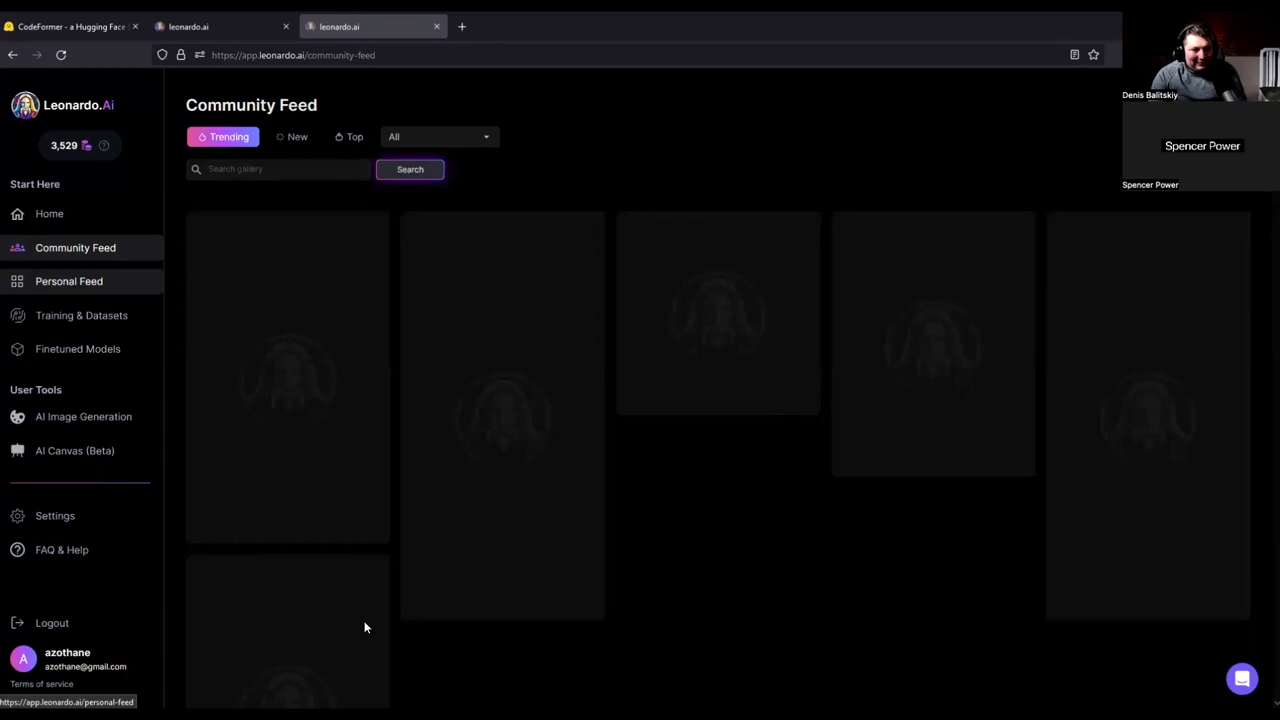 CodeFormer - a Hugging Face
leonardo.ai
leonardo.ai
https://app.leonardo.ai/community-feed
Denis Balitskiy
Spencer Power
Spencer Power
Leonardo.Ai
3,529
Start Here
Home
Community Feed
Personal Feed
Training & Datasets
Finetuned Models
User Tools
AI Image Generation
AI Canvas (Beta)
Settings
FAQ & Help
Logout
A
azothane
azothane@gmail.com
Terms of service
https://app.leonardo.ai/personal-feed
Community Feed
Trending
New
Top
All
Search gallery
Search